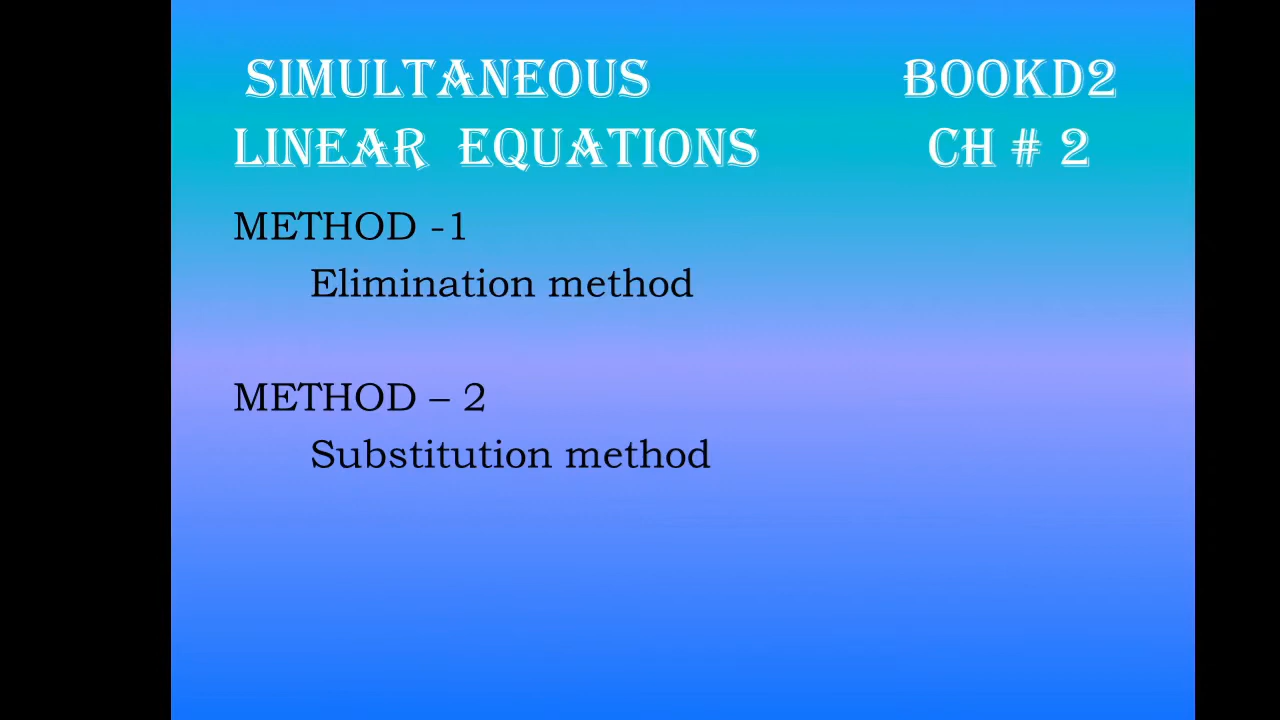 SIMULTANEOUS BOOKD2
LINEAR EQUATIONS CH # 2
METHOD -1
Elimination method
METHOD – 2
Substitution method